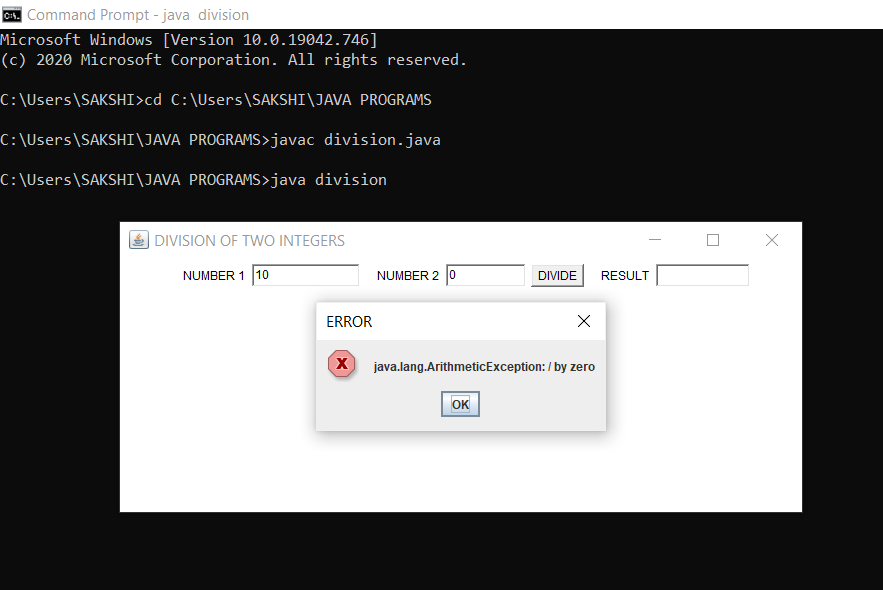 Command Prompt - java  division
Microsoft Windows [Version 10.0.19042.746]
(c) 2020 Microsoft Corporation. All rights reserved.
C:\Users\SAKSHI>cd C:\Users\SAKSHI\JAVA PROGRAMS
C:\Users\SAKSHI\JAVA PROGRAMS>javac division.java
C:\Users\SAKSHI\JAVA PROGRAMS>java division
DIVISION OF TWO INTEGERS
NUMBER 1 10 NUMBER 2 0 DIVIDE RESULT
ERROR
X java.lang.ArithmeticException: / by zero
OK